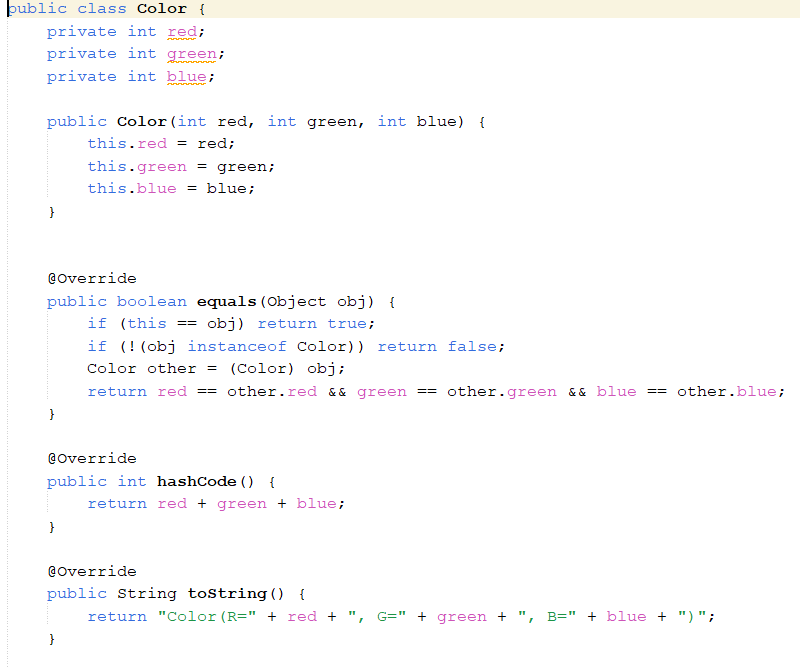 public class Color {
    private int red;
    private int green;
    private int blue;

    public Color(int red, int green, int blue) {
        this.red = red;
        this.green = green;
        this.blue = blue;
    }

    @Override
    public boolean equals(Object obj) {
        if (this == obj) return true;
        if (!(obj instanceof Color)) return false;
        Color other = (Color) obj;
        return red == other.red && green == other.green && blue == other.blue;
    }

    @Override
    public int hashCode() {
        return red + green + blue;
    }

    @Override
    public String toString() {
        return "Color(R=" + red + ", G=" + green + ", B=" + blue + ")";
    }